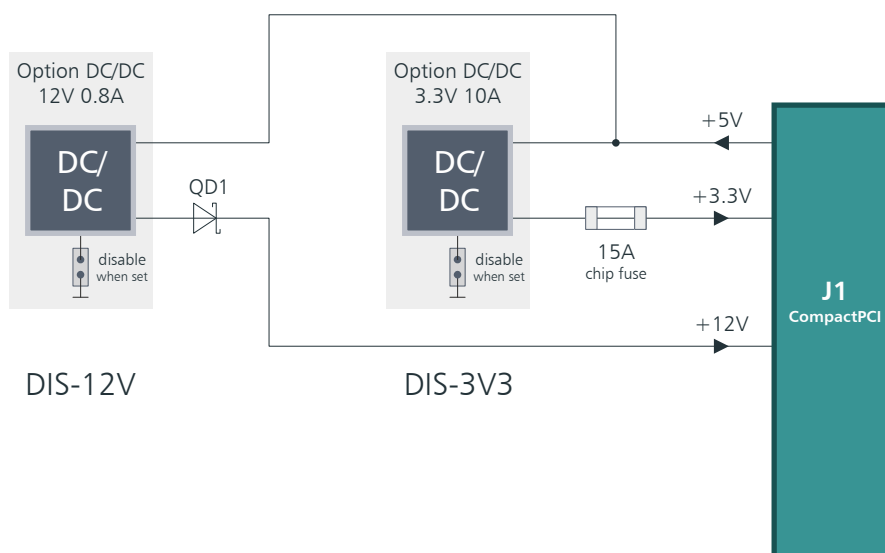 Option DC/DC
12V 0.8A
DC/
DC
QD1
disable
when set
DIS-12V
Option DC/DC
3.3V 10A
DC/
DC
15A
chip fuse
disable
when set
DIS-3V3
+5V
+3.3V
+12V
J1
CompactPCI